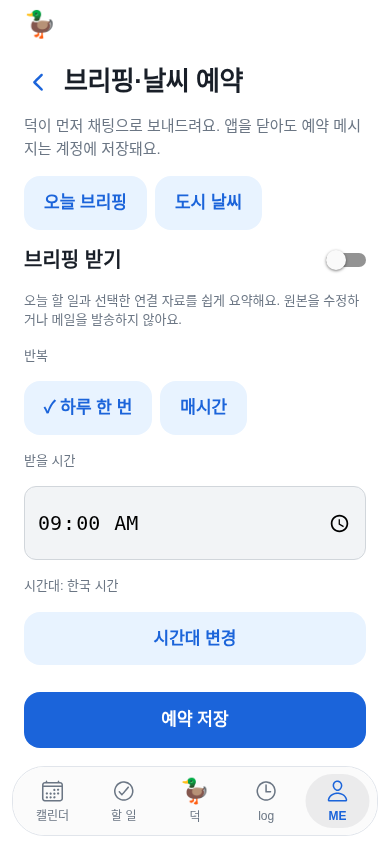 브리핑·날씨 예약
덕이 먼저 채팅으로 보내드려요. 앱을 닫아도 예약 메시
지는 계정에 저장돼요.
오늘 브리핑
도시 날씨
브리핑 받기
오늘 할 일과 선택한 연결 자료를 쉽게 요약해요. 원본을 수정하
거나 메일을 발송하지 않아요.
반복
✓ 하루 한 번
매시간
받을 시간
09:00 AM
시간대: 한국 시간
시간대 변경
예약 저장
캘린더
할 일
덕
log
ME